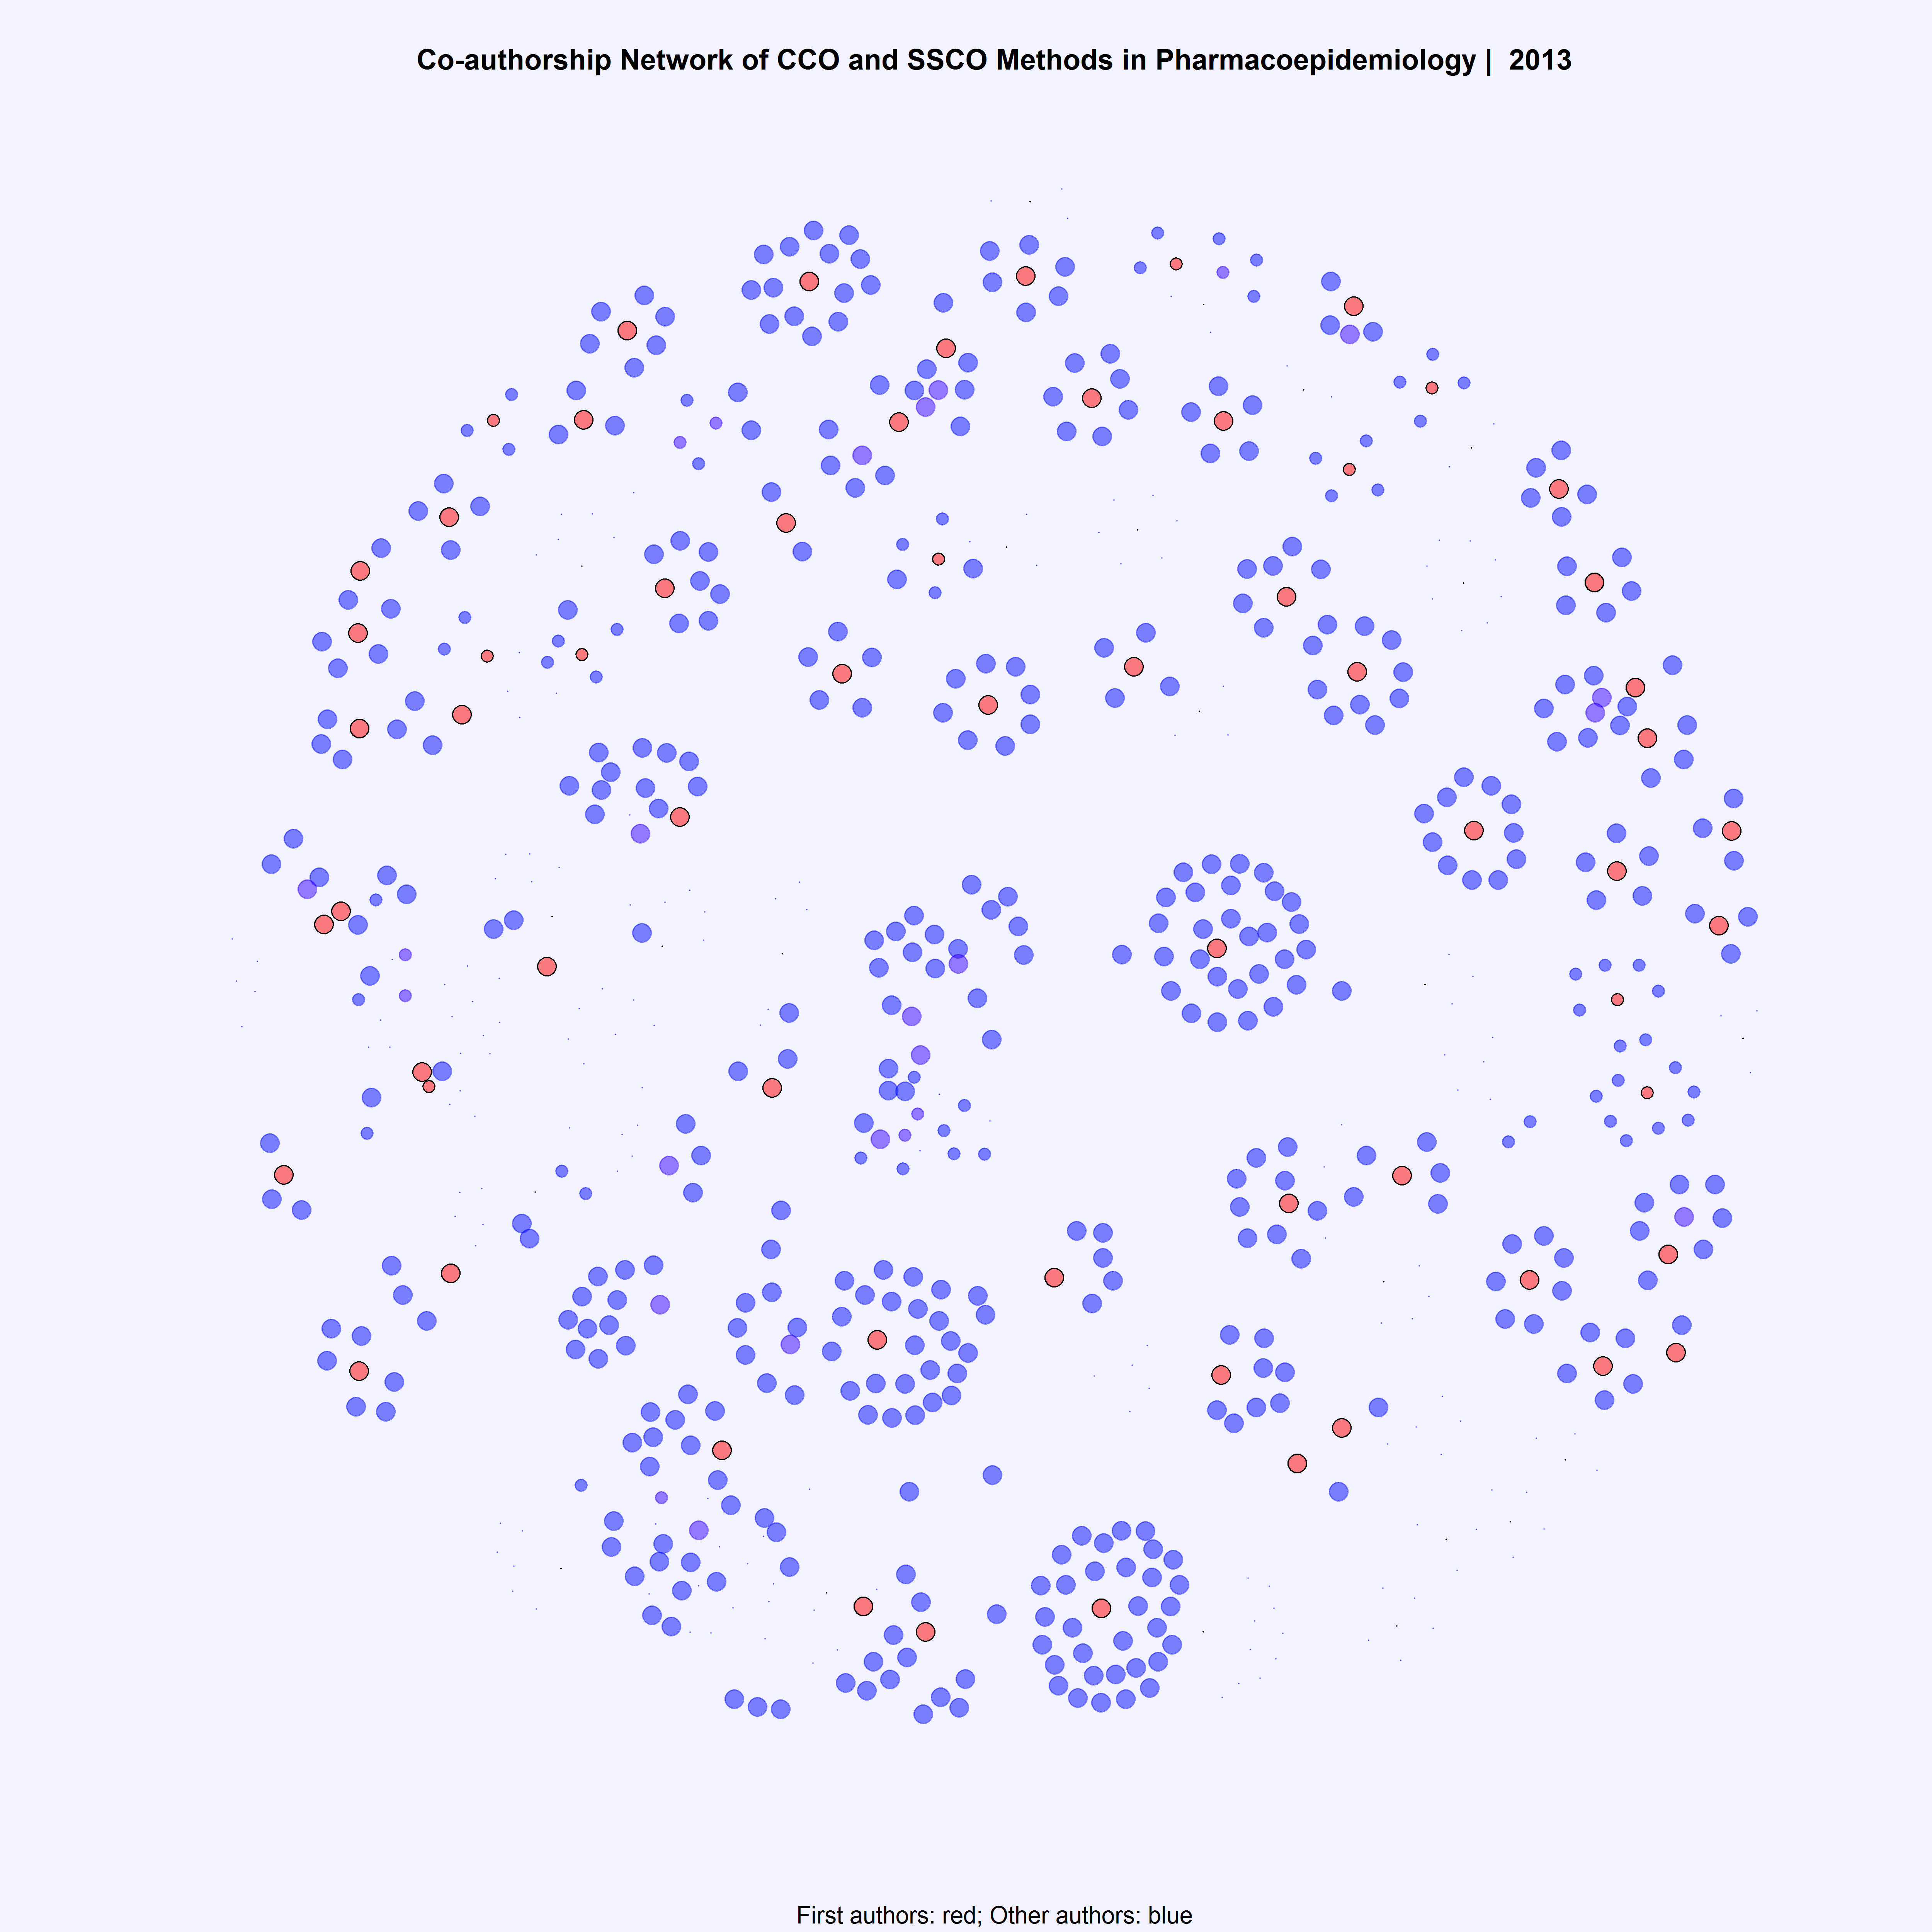 Co-authorship Network of CCO and SSCO Methods in Pharmacoepidemiology | 2013
First authors: red; Other authors: blue